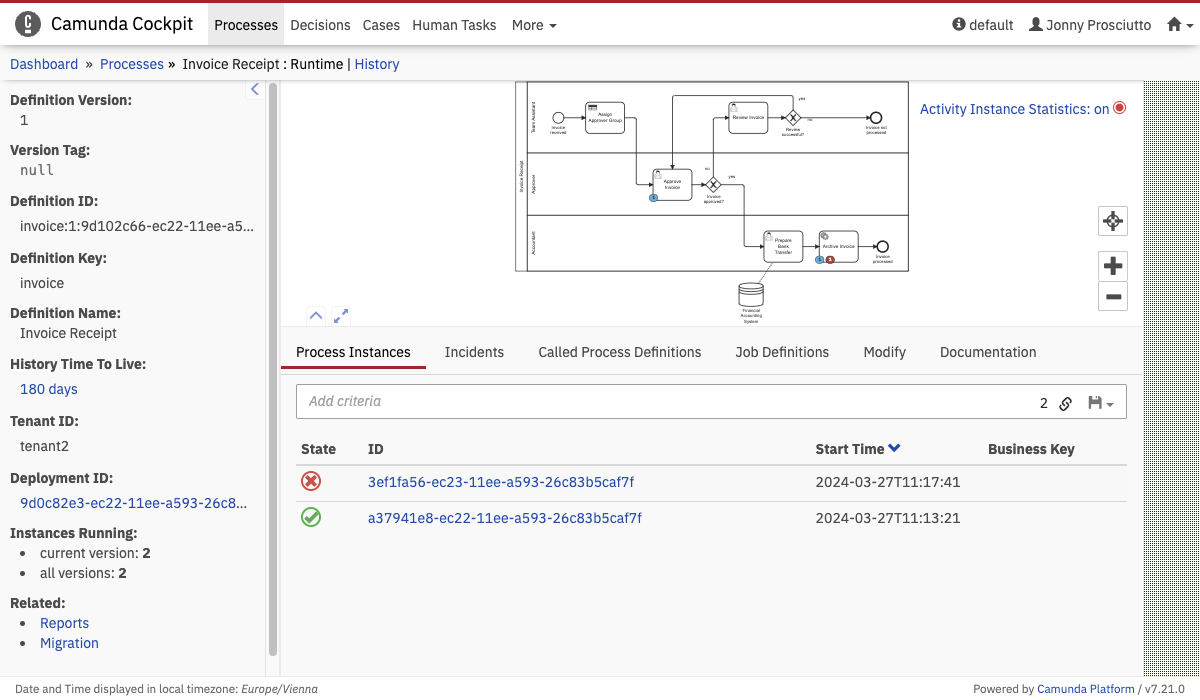 Camunda Cockpit Processes Decisions Cases Human Tasks More default Jonny Prosciutto
Dashboard » Processes » Invoice Receipt : Runtime | History
Definition Version:
1
Version Tag:
null
Definition ID:
invoice:1:9d102c66-ec22-11ee-a5...
Definition Key:
invoice
Definition Name:
Invoice Receipt
History Time To Live:
180 days
Tenant ID:
tenant2
Deployment ID:
9d0c82e3-ec22-11ee-a593-26c8...
Instances Running:
current version: 2
all versions: 2
Related:
Reports
Migration
Invoice Receipt
Team Assistant
Approver
Accountant
Invoice
received
Assign
Approver Group
Review Invoice
yes
Review
successful?
no
Invoice not
processed
Approve
Invoice
1
no
yes
Invoice
approved?
Prepare
Bank
Transfer
Archive Invoice
1 1
Invoice
processed
Financial
Accounting
System
Activity Instance Statistics: on
Process Instances Incidents Called Process Definitions Job Definitions Modify Documentation
Add criteria 2
State ID Start Time Business Key
3ef1fa56-ec23-11ee-a593-26c83b5caf7f 2024-03-27T11:17:41
a37941e8-ec22-11ee-a593-26c83b5caf7f 2024-03-27T11:13:21
Date and Time displayed in local timezone: Europe/Vienna
Powered by Camunda Platform / v7.21.0